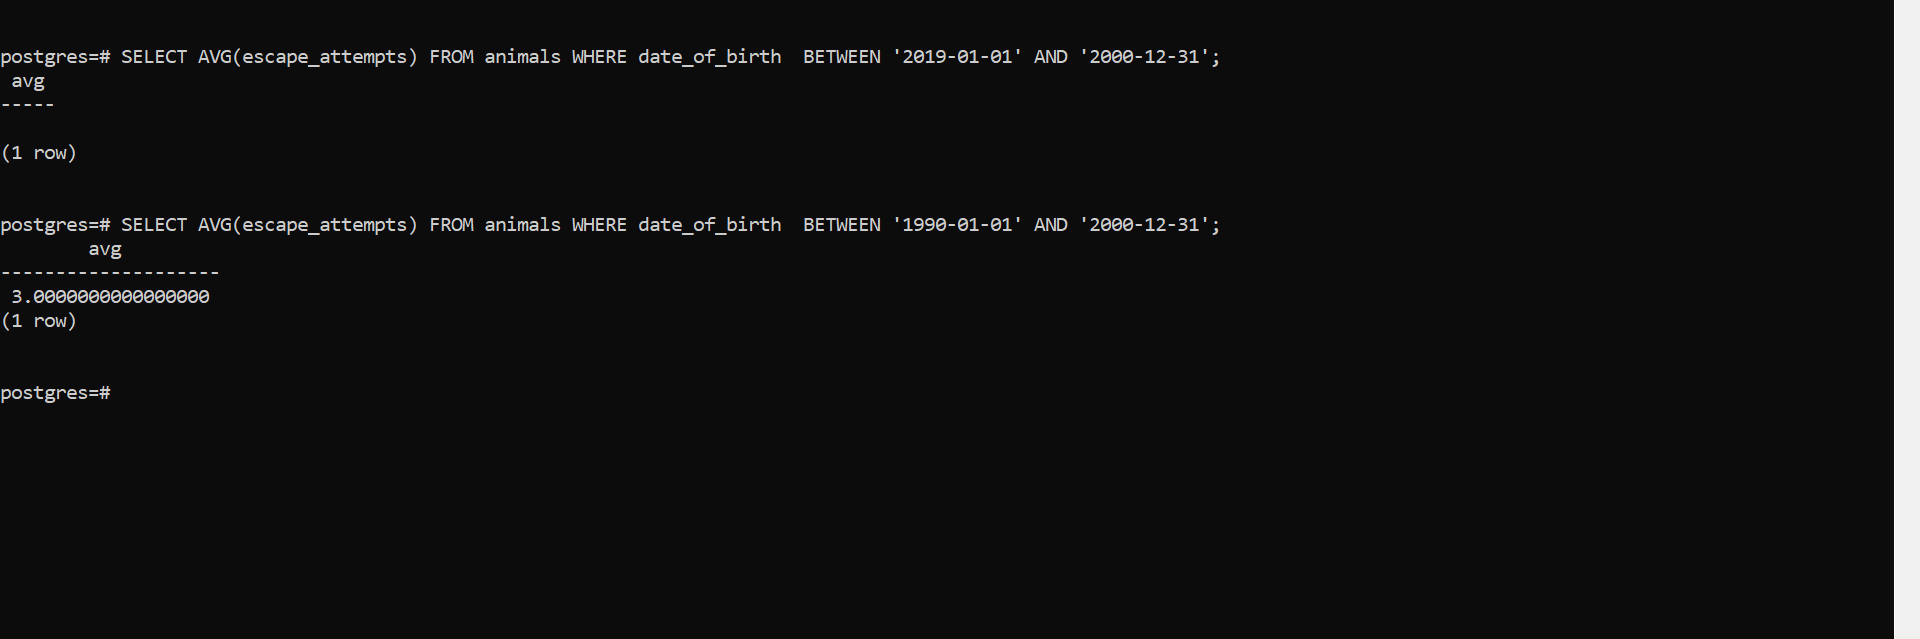 postgres=# SELECT AVG(escape_attempts) FROM animals WHERE date_of_birth  BETWEEN '2019-01-01' AND '2000-12-31';
 avg
-----

(1 row)


postgres=# SELECT AVG(escape_attempts) FROM animals WHERE date_of_birth  BETWEEN '1990-01-01' AND '2000-12-31';
        avg
--------------------
 3.0000000000000000
(1 row)


postgres=#